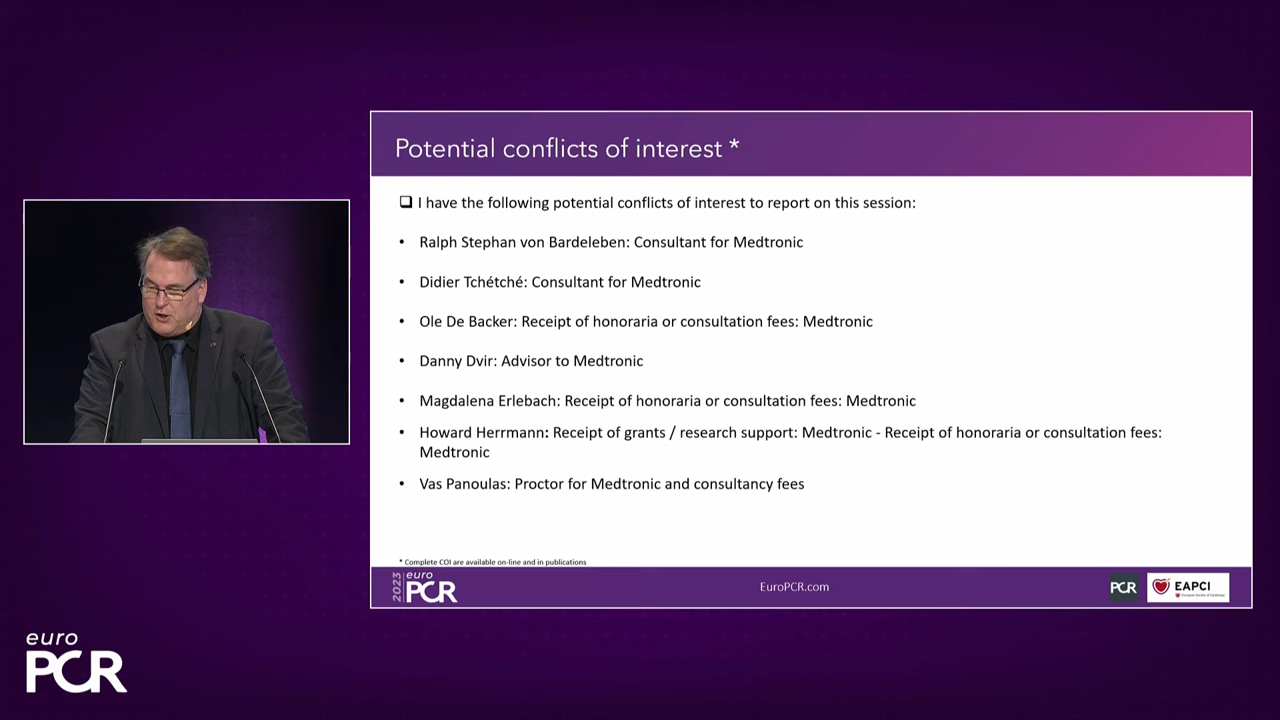 Potential conflicts of interest *
❑ I have the following potential conflicts of interest to report on this session:
• Ralph Stephan von Bardeleben: Consultant for Medtronic
• Didier Tchétché: Consultant for Medtronic
• Ole De Backer: Receipt of honoraria or consultation fees: Medtronic
• Danny Dvir: Advisor to Medtronic
• Magdalena Erlebach: Receipt of honoraria or consultation fees: Medtronic
• Howard Herrmann: Receipt of grants / research support: Medtronic - Receipt of honoraria or consultation fees:
Medtronic
• Vas Panoulas: Proctor for Medtronic and consultancy fees
* Complete COI are available on-line and in publications
2023 euro
PCR
EuroPCR.com
PCR
EAPCI
euro
PCR